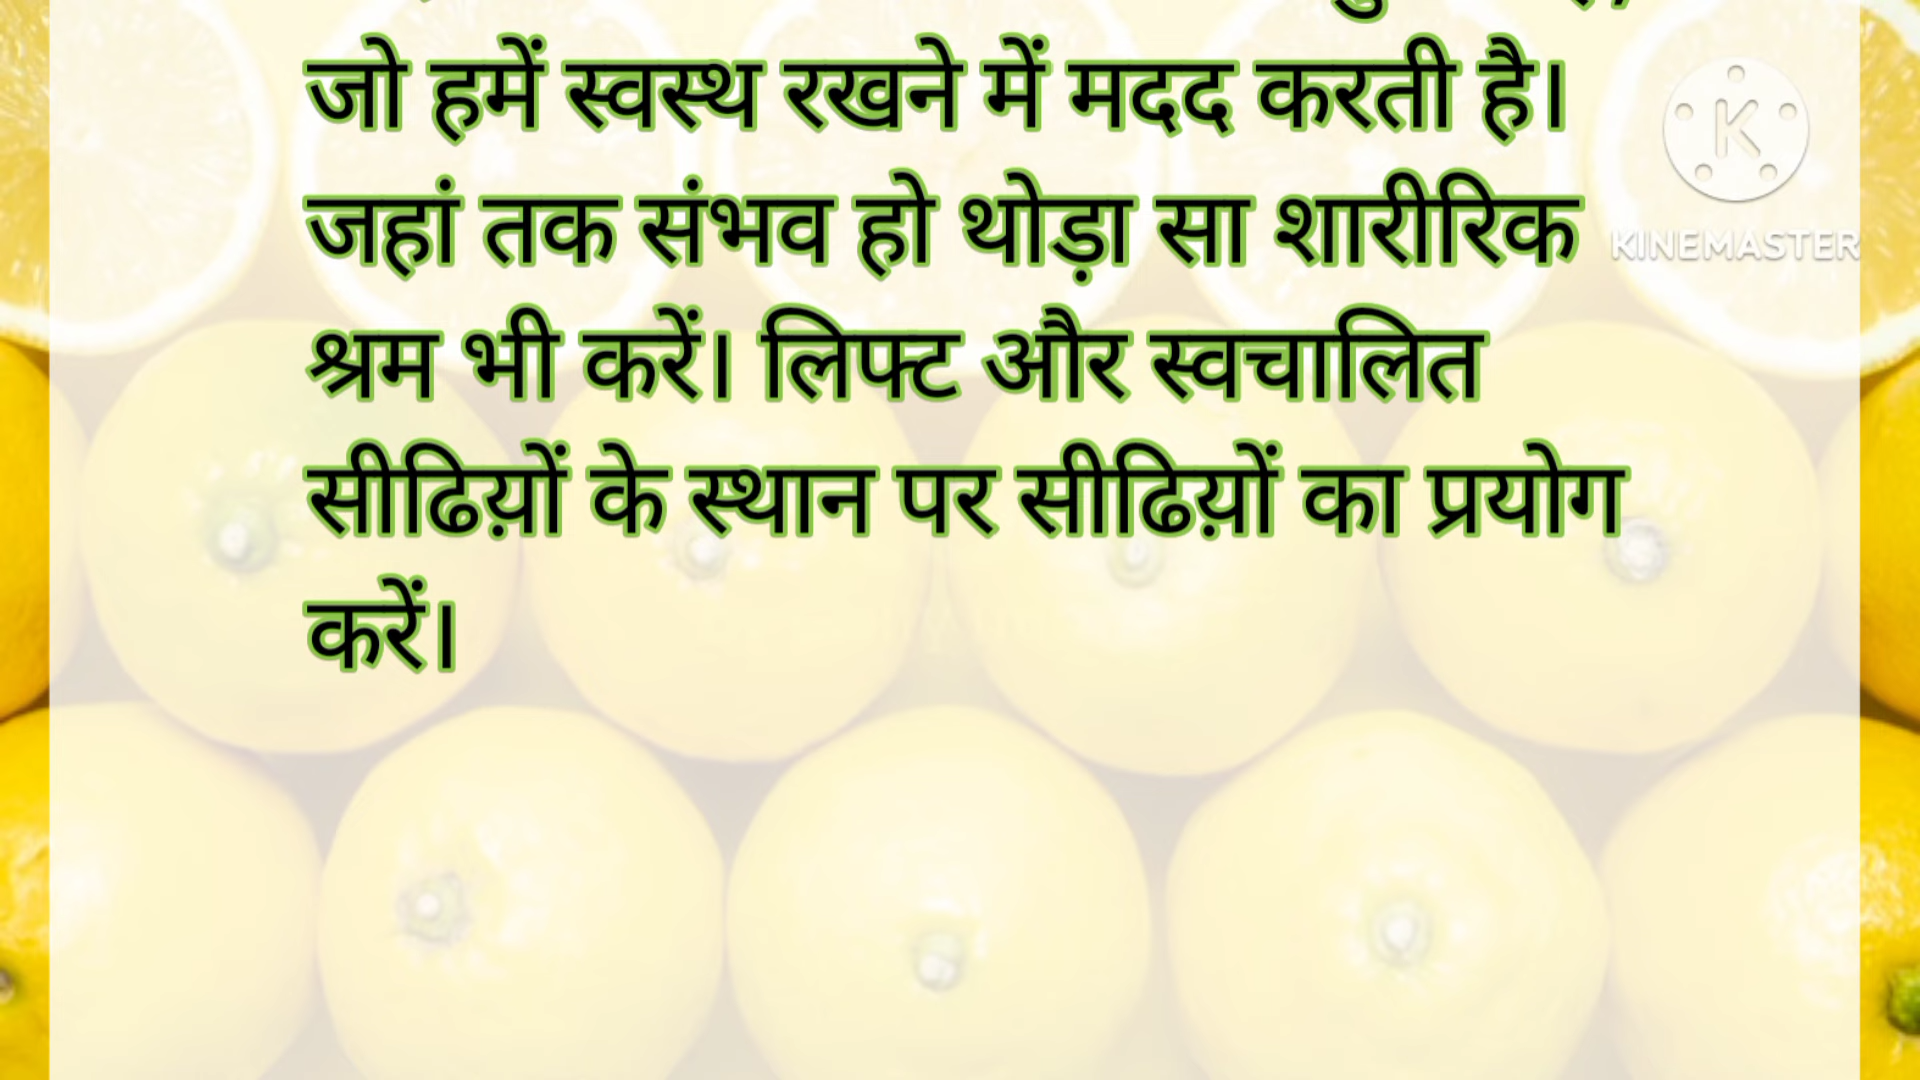 जो हमें स्वस्थ रखने में मदद करती है।
जहां तक संभव हो थोड़ा सा शारीरिक
श्रम भी करें। लिफ्ट और स्वचालित
सीढिय़ों के स्थान पर सीढिय़ों का प्रयोग
करें।
K
KINEMASTER